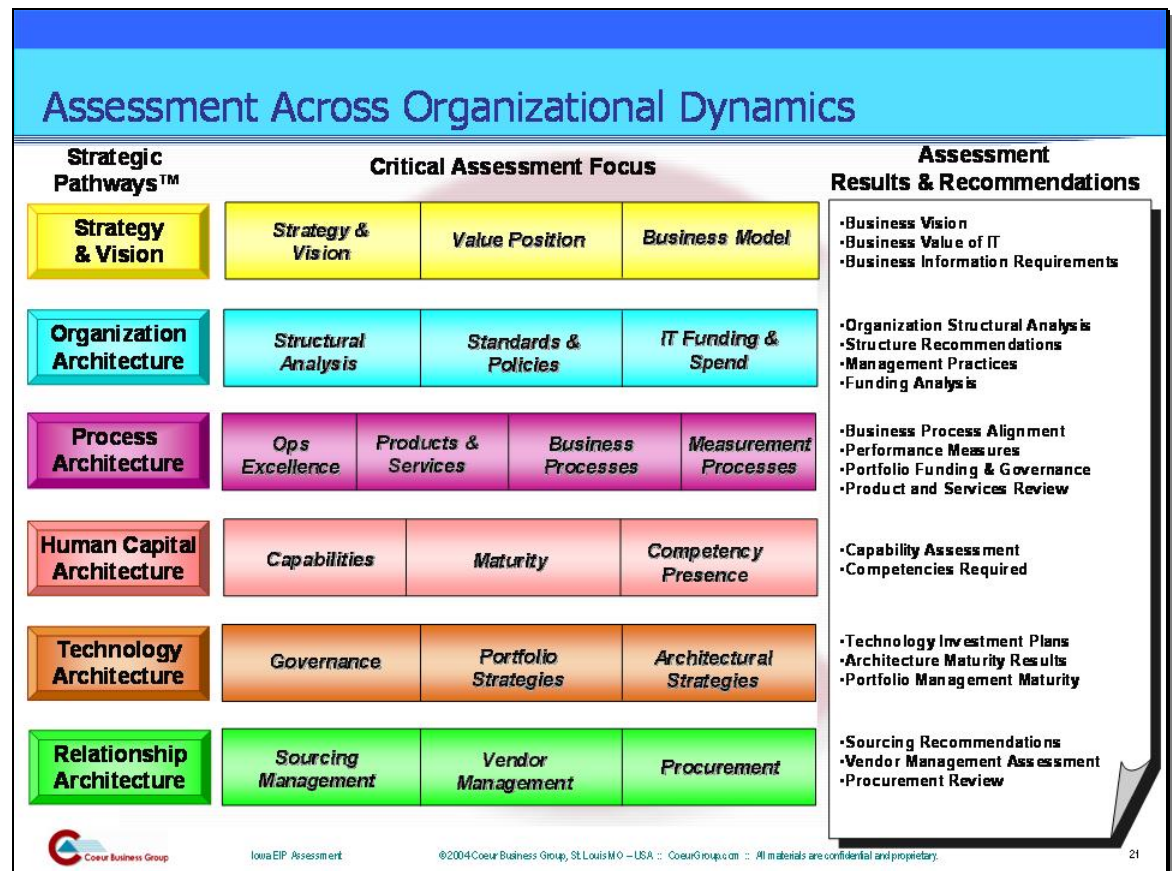 Assessment Across Organizational Dynamics
Strategic
Pathways™
Critical Assessment Focus
Assessment
Results & Recommendations
Strategy
& Vision
Strategy &
Vision
Value Position
Business Model
•Business Vision
•Business Value of IT
•Business Information Requirements
Organization
Architecture
Structural
Analysis
Standards &
Policies
IT Funding &
Spend
•Organization Structural Analysis
•Structure Recommendations
•Management Practices
•Funding Analysis
Process
Architecture
Ops
Excellence
Products &
Services
Business
Processes
Measurement
Processes
•Business Process Alignment
•Performance Measures
•Portfolio Funding & Governance
•Product and Services Review
Human Capital
Architecture
Capabilities
Maturity
Competency
Presence
•Capability Assessment
•Competencies Required
Technology
Architecture
Governance
Portfolio
Strategies
Architectural
Strategies
•Technology Investment Plans
•Architecture Maturity Results
•Portfolio Management Maturity
Relationship
Architecture
Sourcing
Management
Vendor
Management
Procurement
•Sourcing Recommendations
•Vendor Management Assessment
•Procurement Review
Coeur Business Group
Iowa EIP Assessment
©2004 Coeur Business Group, St. Louis MO – USA :: CoeurGroup.com :: All materials are confidential and proprietary.
21